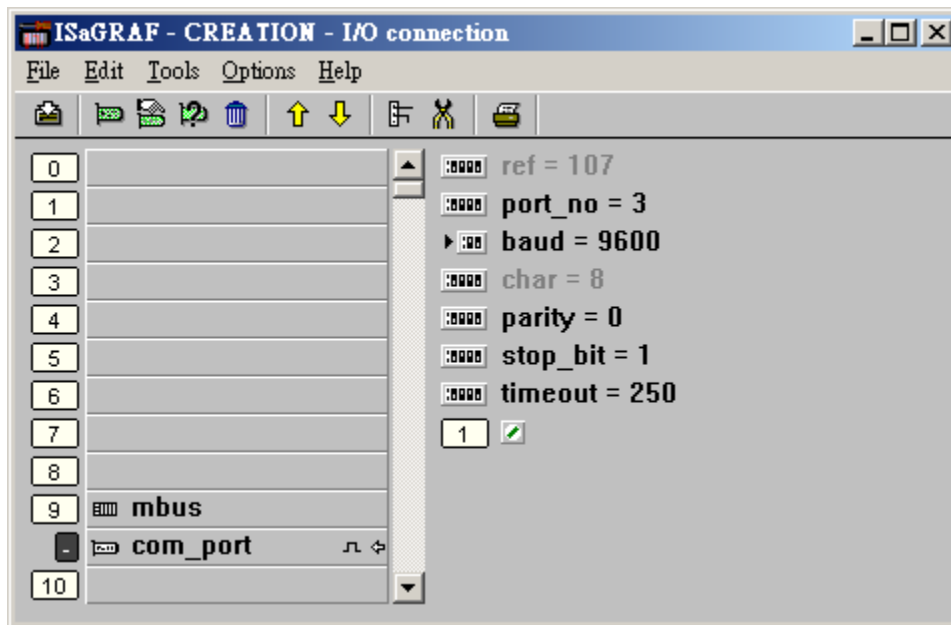 ISaGRAF - CREATION - I/O connection
File Edit Tools Options Help
0
1
2
3
4
5
6
7
8
9 mbus
- com_port
10
ref = 107
port_no = 3
baud = 9600
char = 8
parity = 0
stop_bit = 1
timeout = 250
1